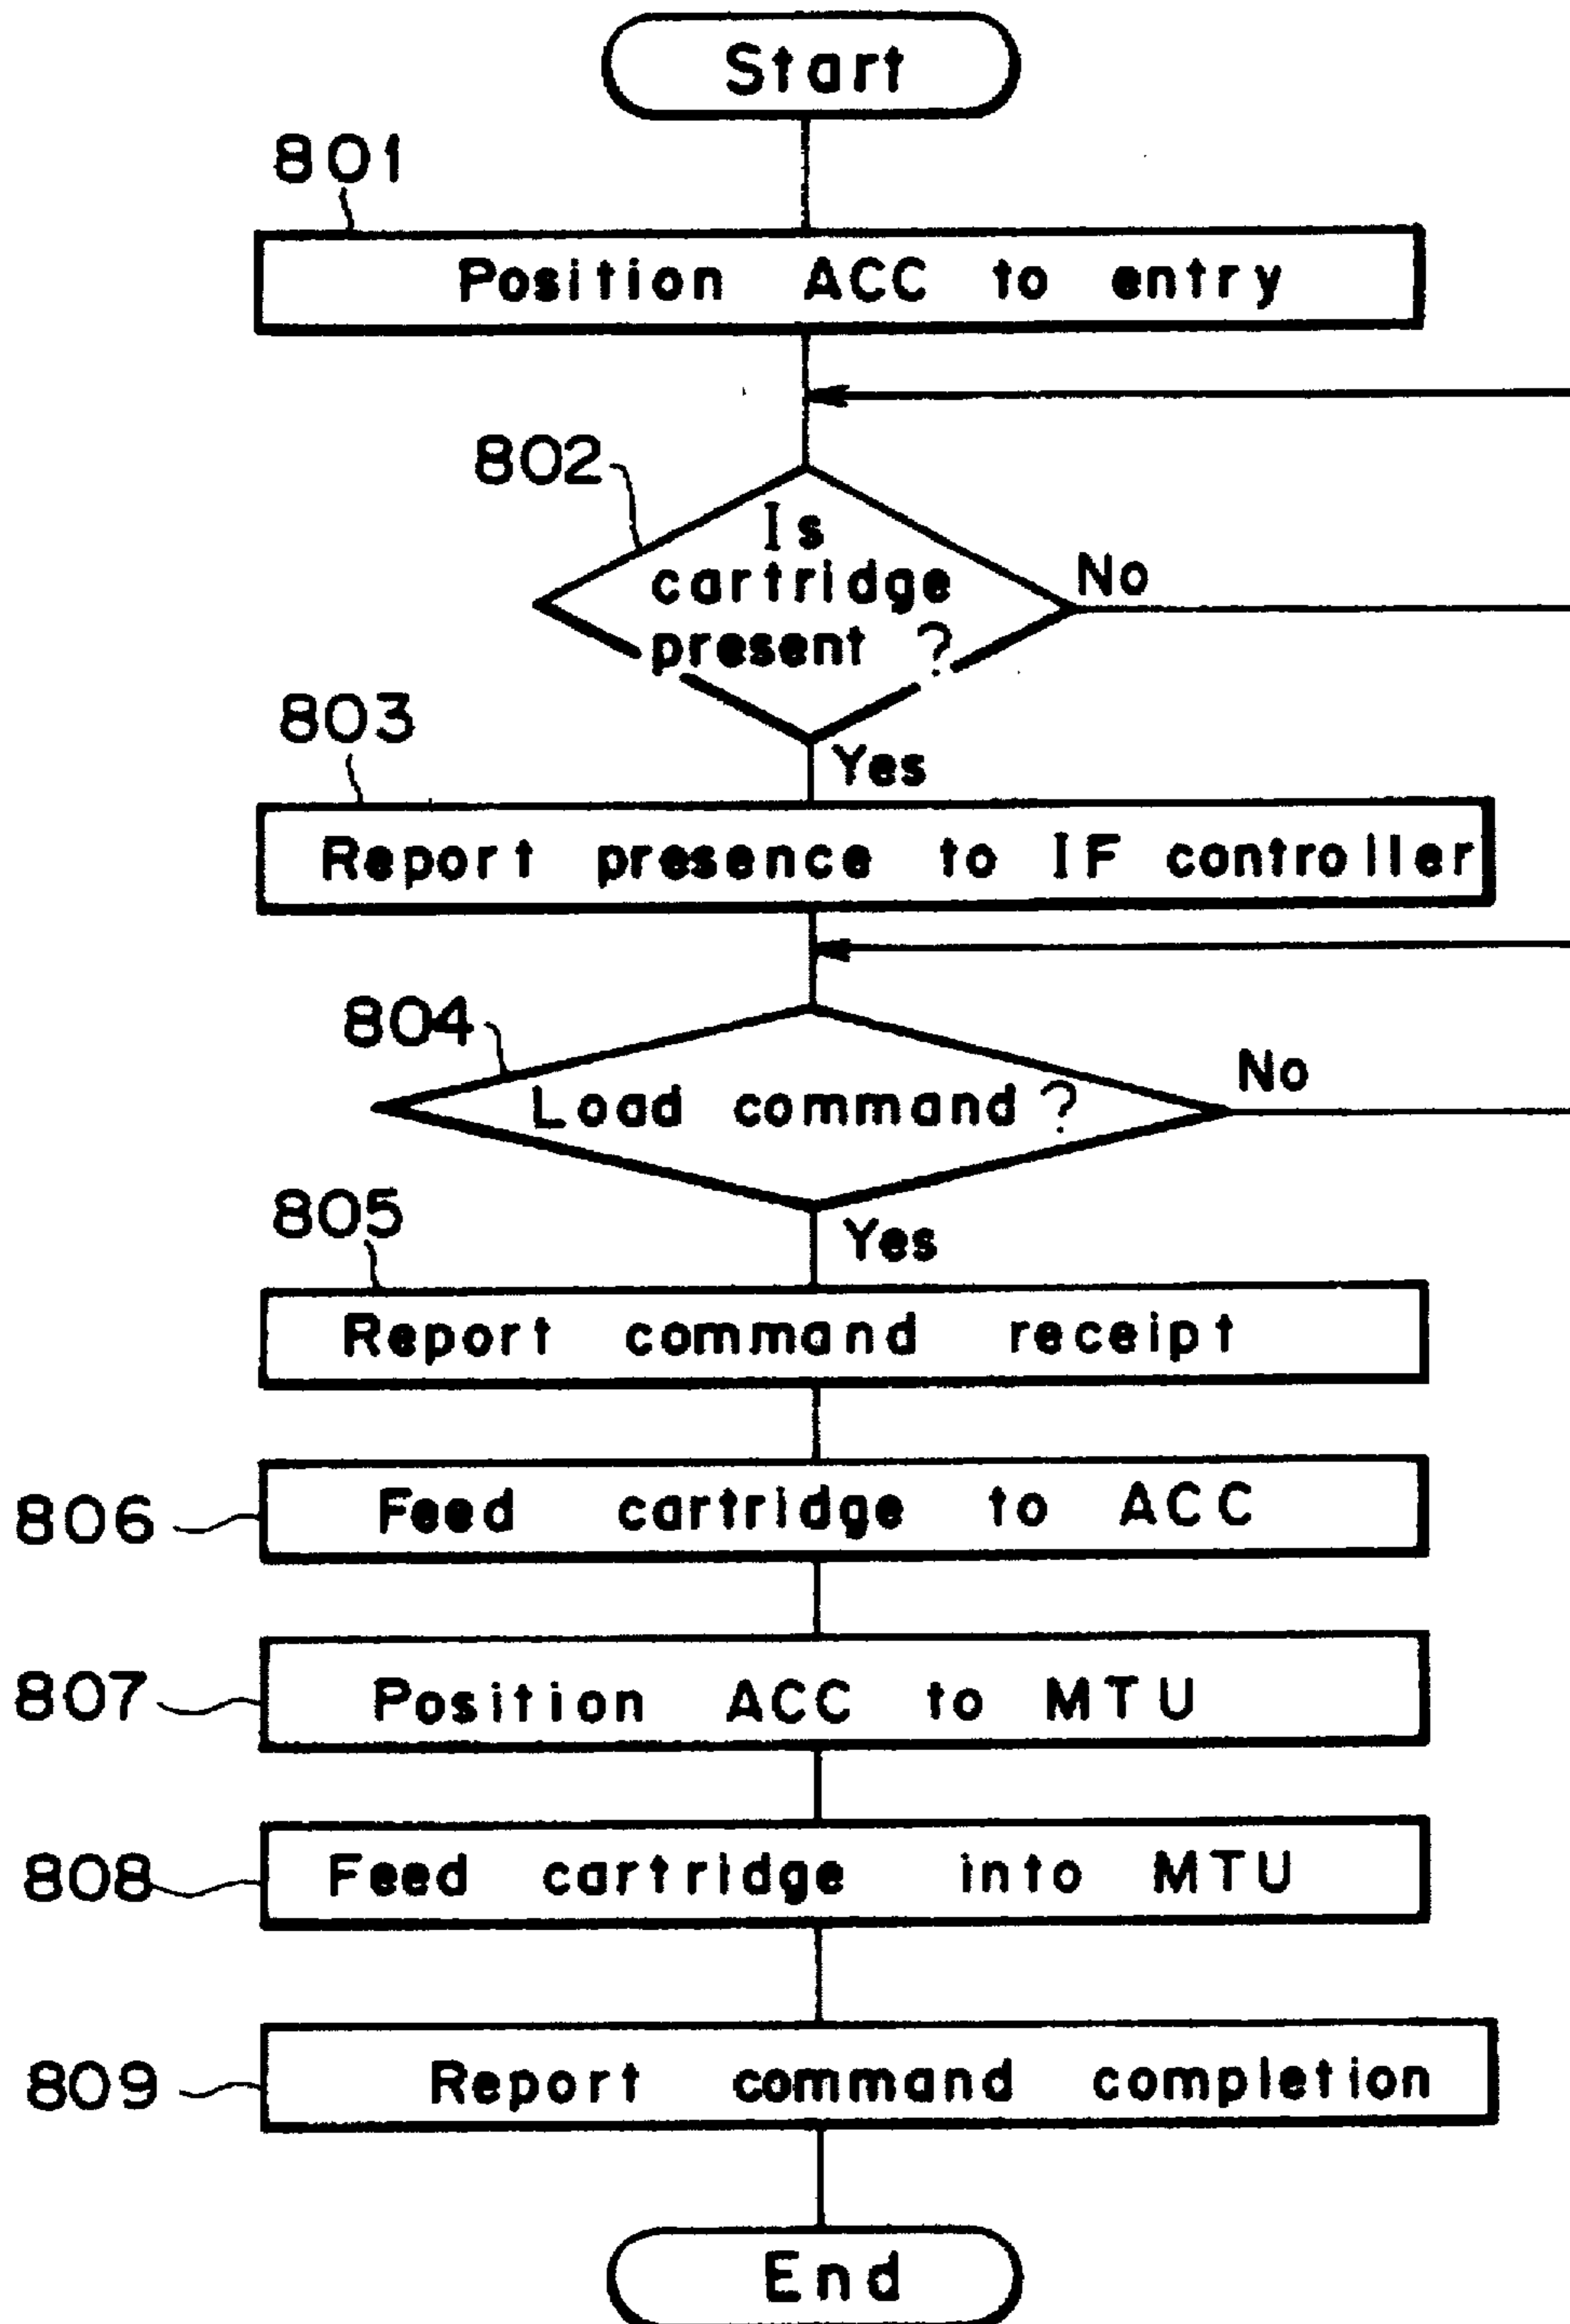 Start
801
Position ACC to entry
802
Is
cartridge
present ?
No
Yes
803
Report presence to IF controller
804
Load command ?
No
Yes
805
Report command receipt
806
Feed cartridge to ACC
807
Position ACC to MTU
808
Feed cartridge into MTU
809
Report command completion
End